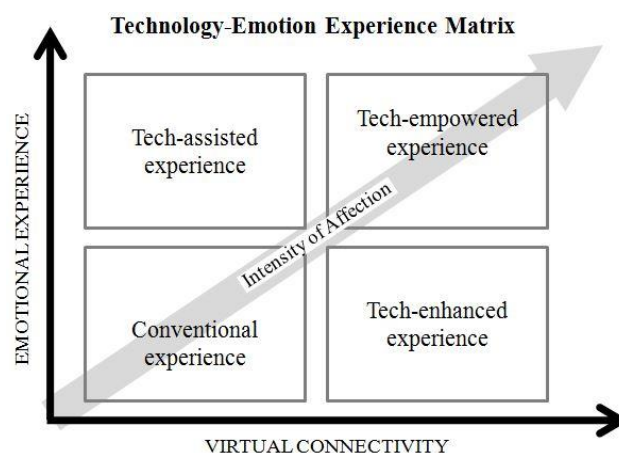 Technology-Emotion Experience Matrix
EMOTIONAL EXPERIENCE
Tech-assisted
experience
Tech-empowered
experience
Intensity of Affection
Conventional
experience
Tech-enhanced
experience
VIRTUAL CONNECTIVITY